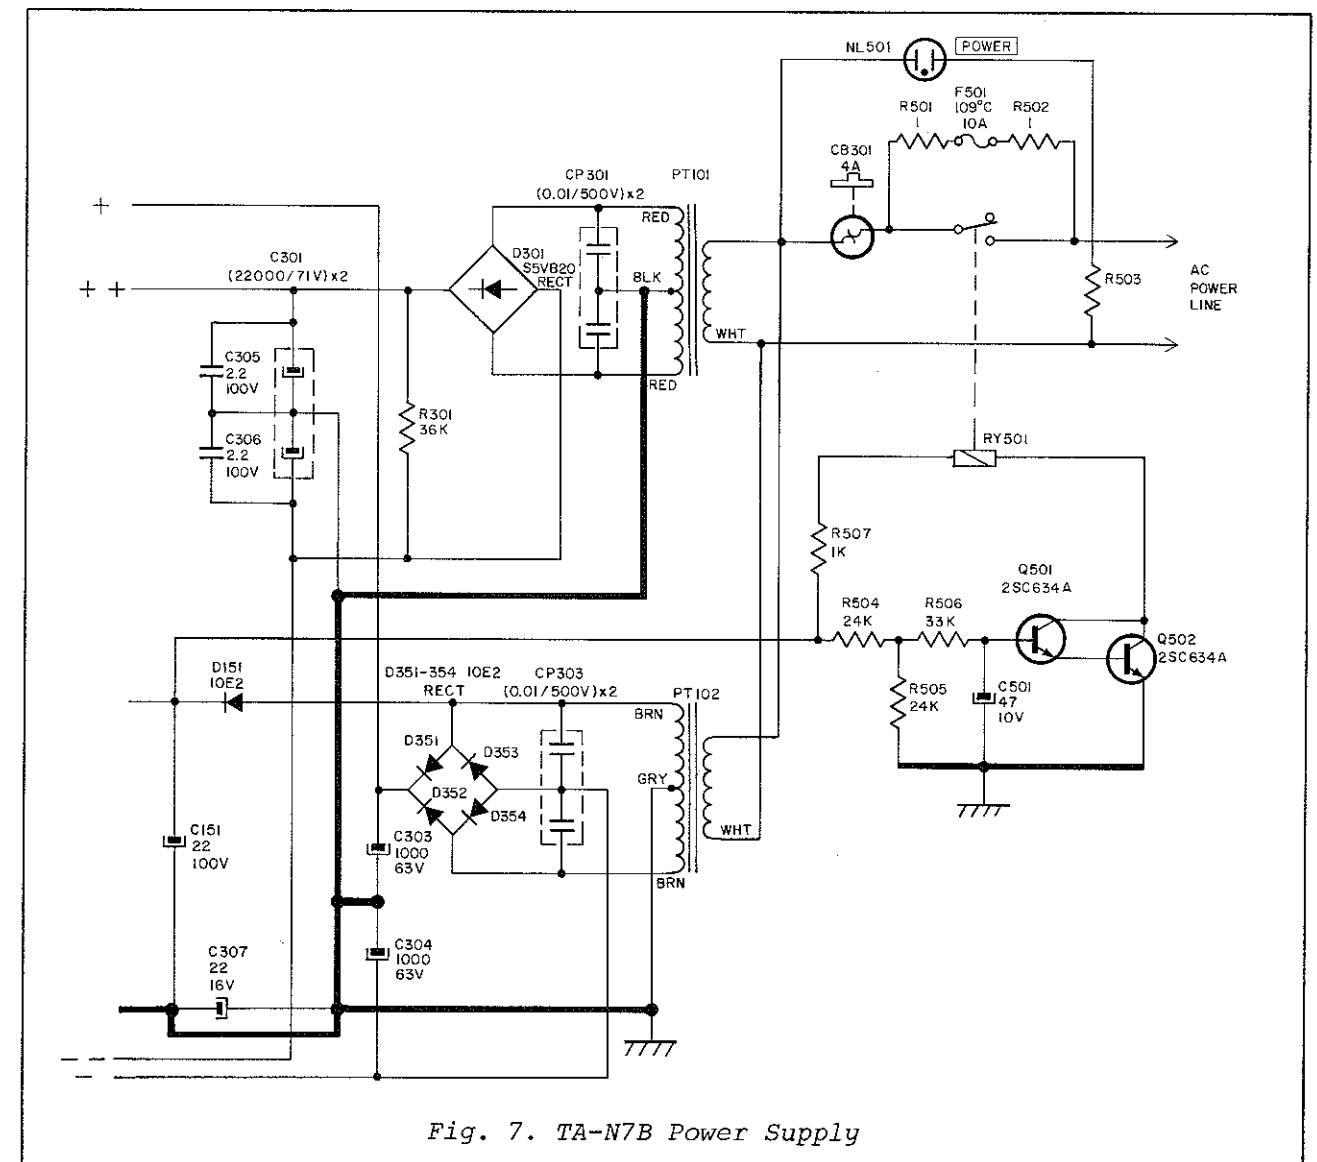 NL501
POWER
F501
109°C
10A
R501
1
R502
1
CB301
4A
CP301
(0.01/500V)x2
PT101
RED
+
D301
S5VB20
RECT
C301
(22000/71V)x2
BLK
R503
AC
POWER
LINE
+ +
WHT
C305
2.2
100V
RED
R301
36K
C306
2.2
100V
RY501
R507
1K
Q501
2SC634A
R504
24K
R506
33K
Q502
2SC634A
D151
10E2
D351-354 10E2
RECT
CP303
(0.01/500V)x2
PT102
R505
24K
C501
47
10V
BRN
D351
D353
GRY
D352
D354
C151
22
100V
C303
1000
63V
WHT
BRN
C307
22
16V
C304
1000
63V
— —
—
Fig. 7. TA-N7B Power Supply